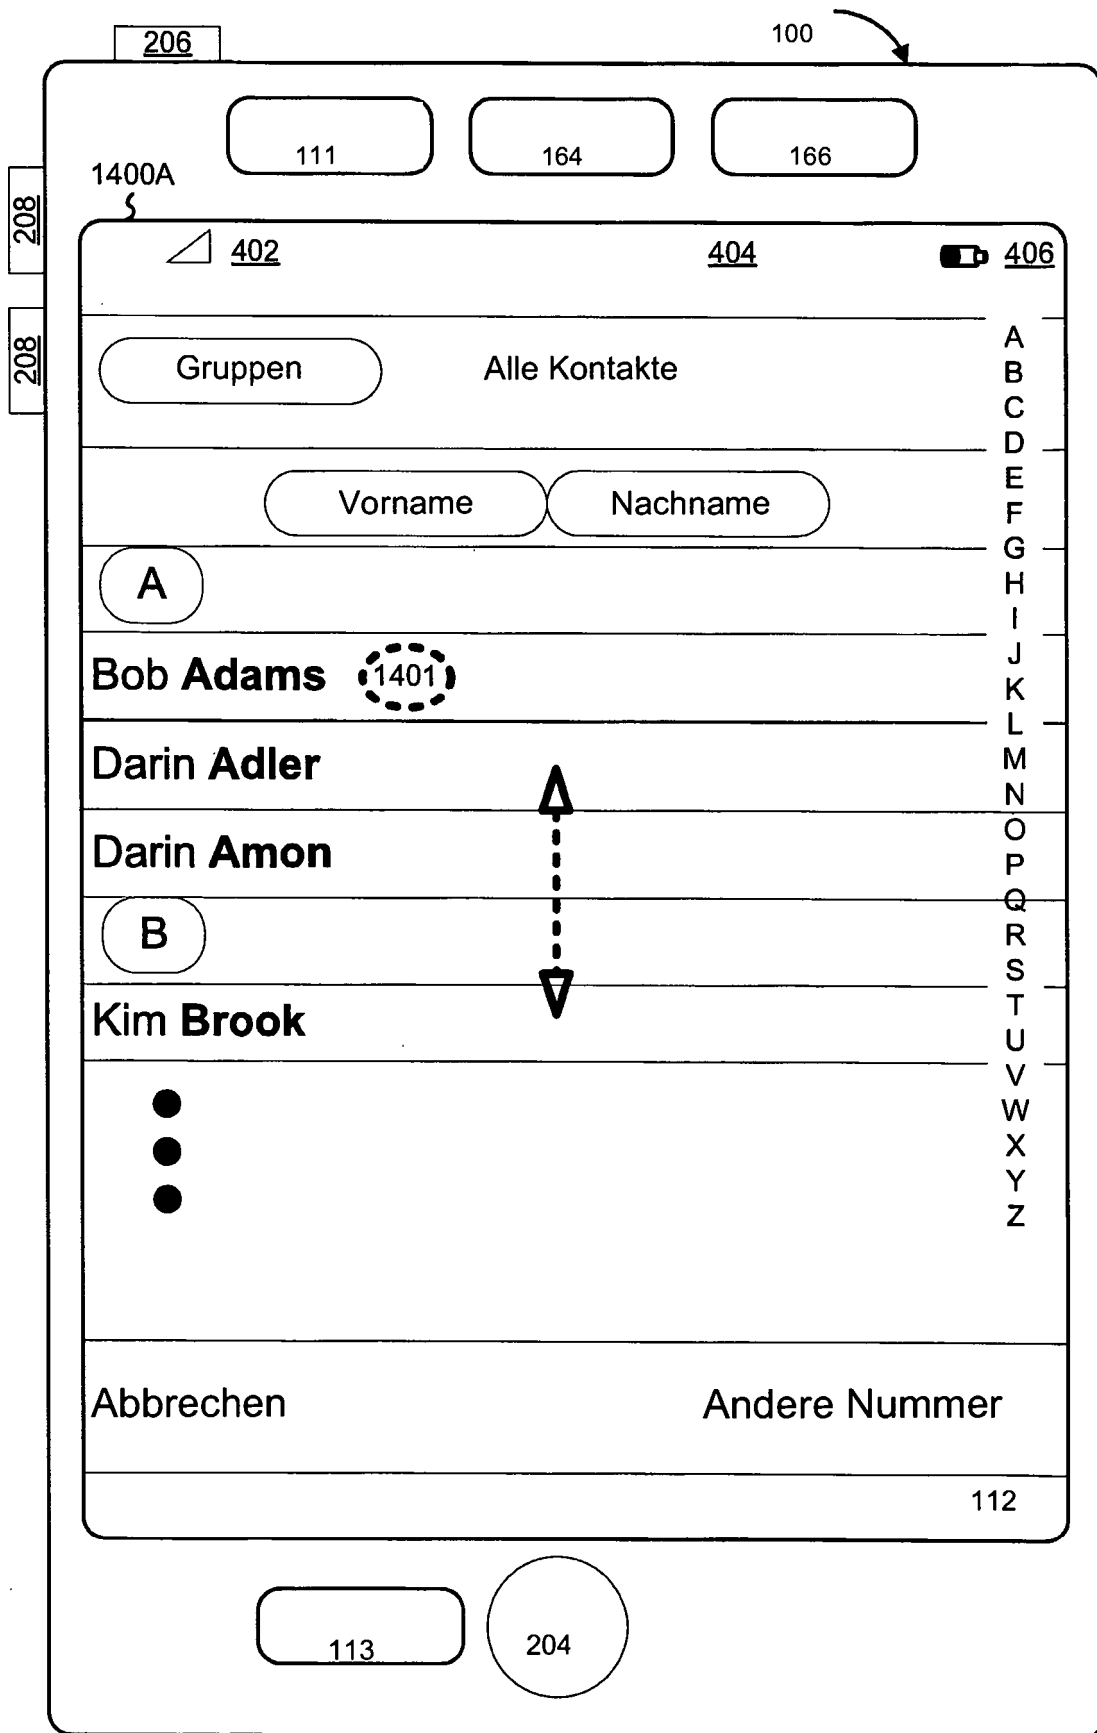 206
100
111 164 166
1400A
208
208
402 404 406
Gruppen Alle Kontakte
Vorname Nachname
A
Bob Adams 1401
Darin Adler
Darin Amon
B
Kim Brook
A
B
C
D
E
F
G
H
I
J
K
L
M
N
O
P
Q
R
S
T
U
V
W
X
Y
Z
Abbrechen Andere Nummer
112
113 204